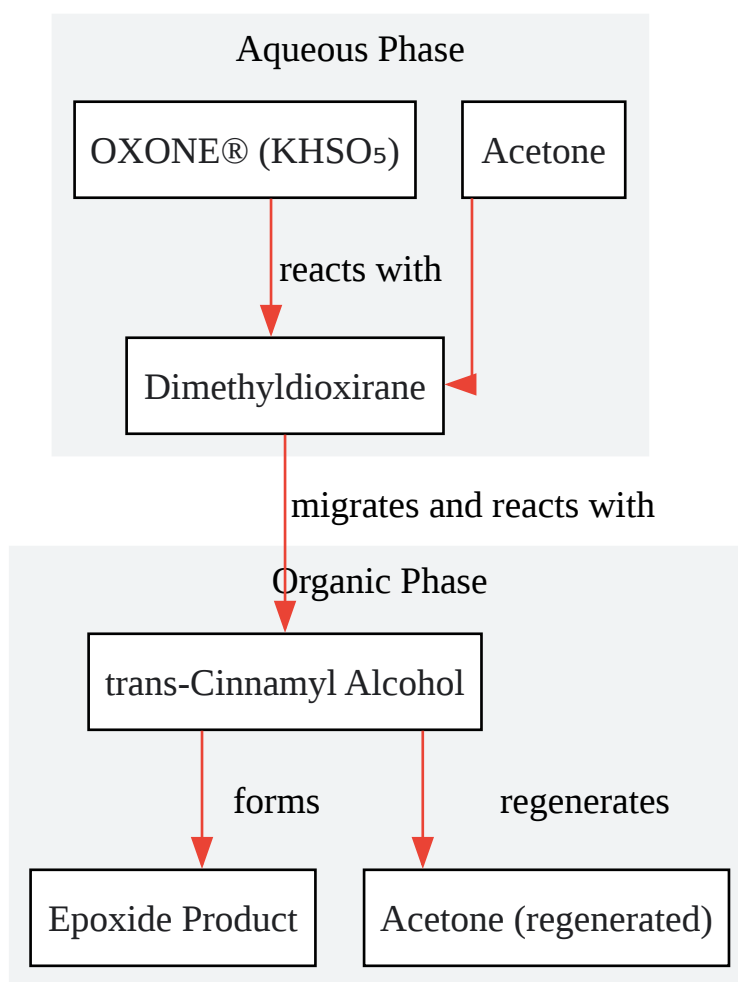 Aqueous Phase
OXONE® (KHSO₅)
Acetone
reacts with
Dimethyldioxirane
migrates and reacts with
Organic Phase
trans-Cinnamyl Alcohol
forms
regenerates
Epoxide Product
Acetone (regenerated)